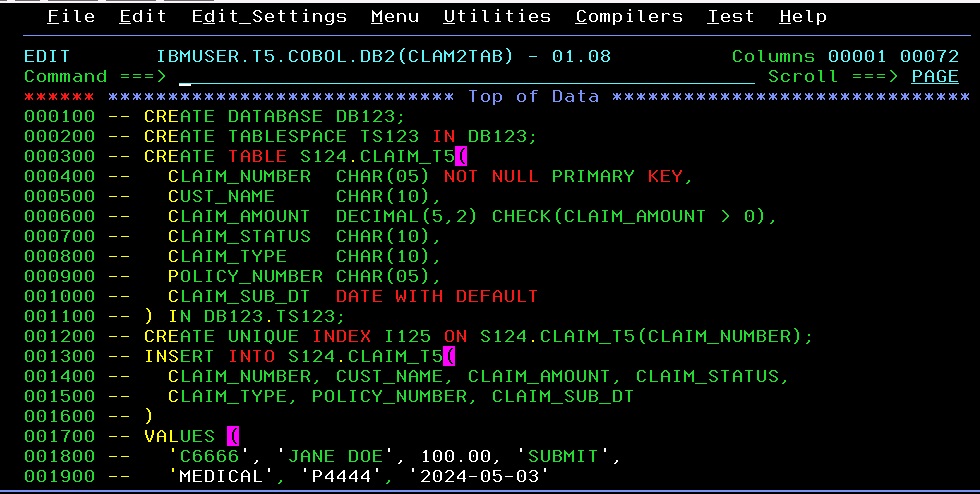 File  Edit  Edit_Settings  Menu  Utilities  Compilers  Test  Help
EDIT       IBMUSER.T5.COBOL.DB2(CLAM2TAB) - 01.08          Columns 00001 00072
Command ===>                                                  Scroll ===> PAGE
****** ***************************** Top of Data ******************************
000100 -- CREATE DATABASE DB123;
000200 -- CREATE TABLESPACE TS123 IN DB123;
000300 -- CREATE TABLE S124.CLAIM_T5(
000400 --   CLAIM_NUMBER  CHAR(05) NOT NULL PRIMARY KEY,
000500 --   CUST_NAME     CHAR(10),
000600 --   CLAIM_AMOUNT  DECIMAL(5,2) CHECK(CLAIM_AMOUNT > 0),
000700 --   CLAIM_STATUS  CHAR(10),
000800 --   CLAIM_TYPE    CHAR(10),
000900 --   POLICY_NUMBER CHAR(05),
001000 --   CLAIM_SUB_DT  DATE WITH DEFAULT
001100 -- ) IN DB123.TS123;
001200 -- CREATE UNIQUE INDEX I125 ON S124.CLAIM_T5(CLAIM_NUMBER);
001300 -- INSERT INTO S124.CLAIM_T5(
001400 --   CLAIM_NUMBER, CUST_NAME, CLAIM_AMOUNT, CLAIM_STATUS,
001500 --   CLAIM_TYPE, POLICY_NUMBER, CLAIM_SUB_DT
001600 -- )
001700 -- VALUES (
001800 --   'C6666', 'JANE DOE', 100.00, 'SUBMIT',
001900 --   'MEDICAL', 'P4444', '2024-05-03'